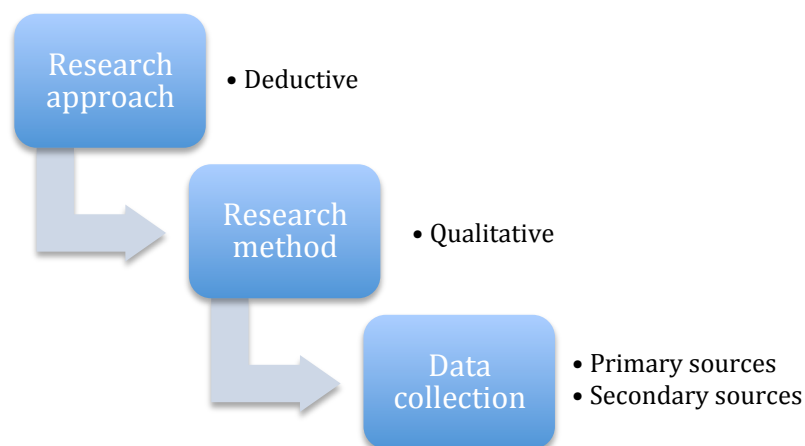 Research
approach
• Deductive
Research
method
• Qualitative
Data
collection
• Primary sources
• Secondary sources